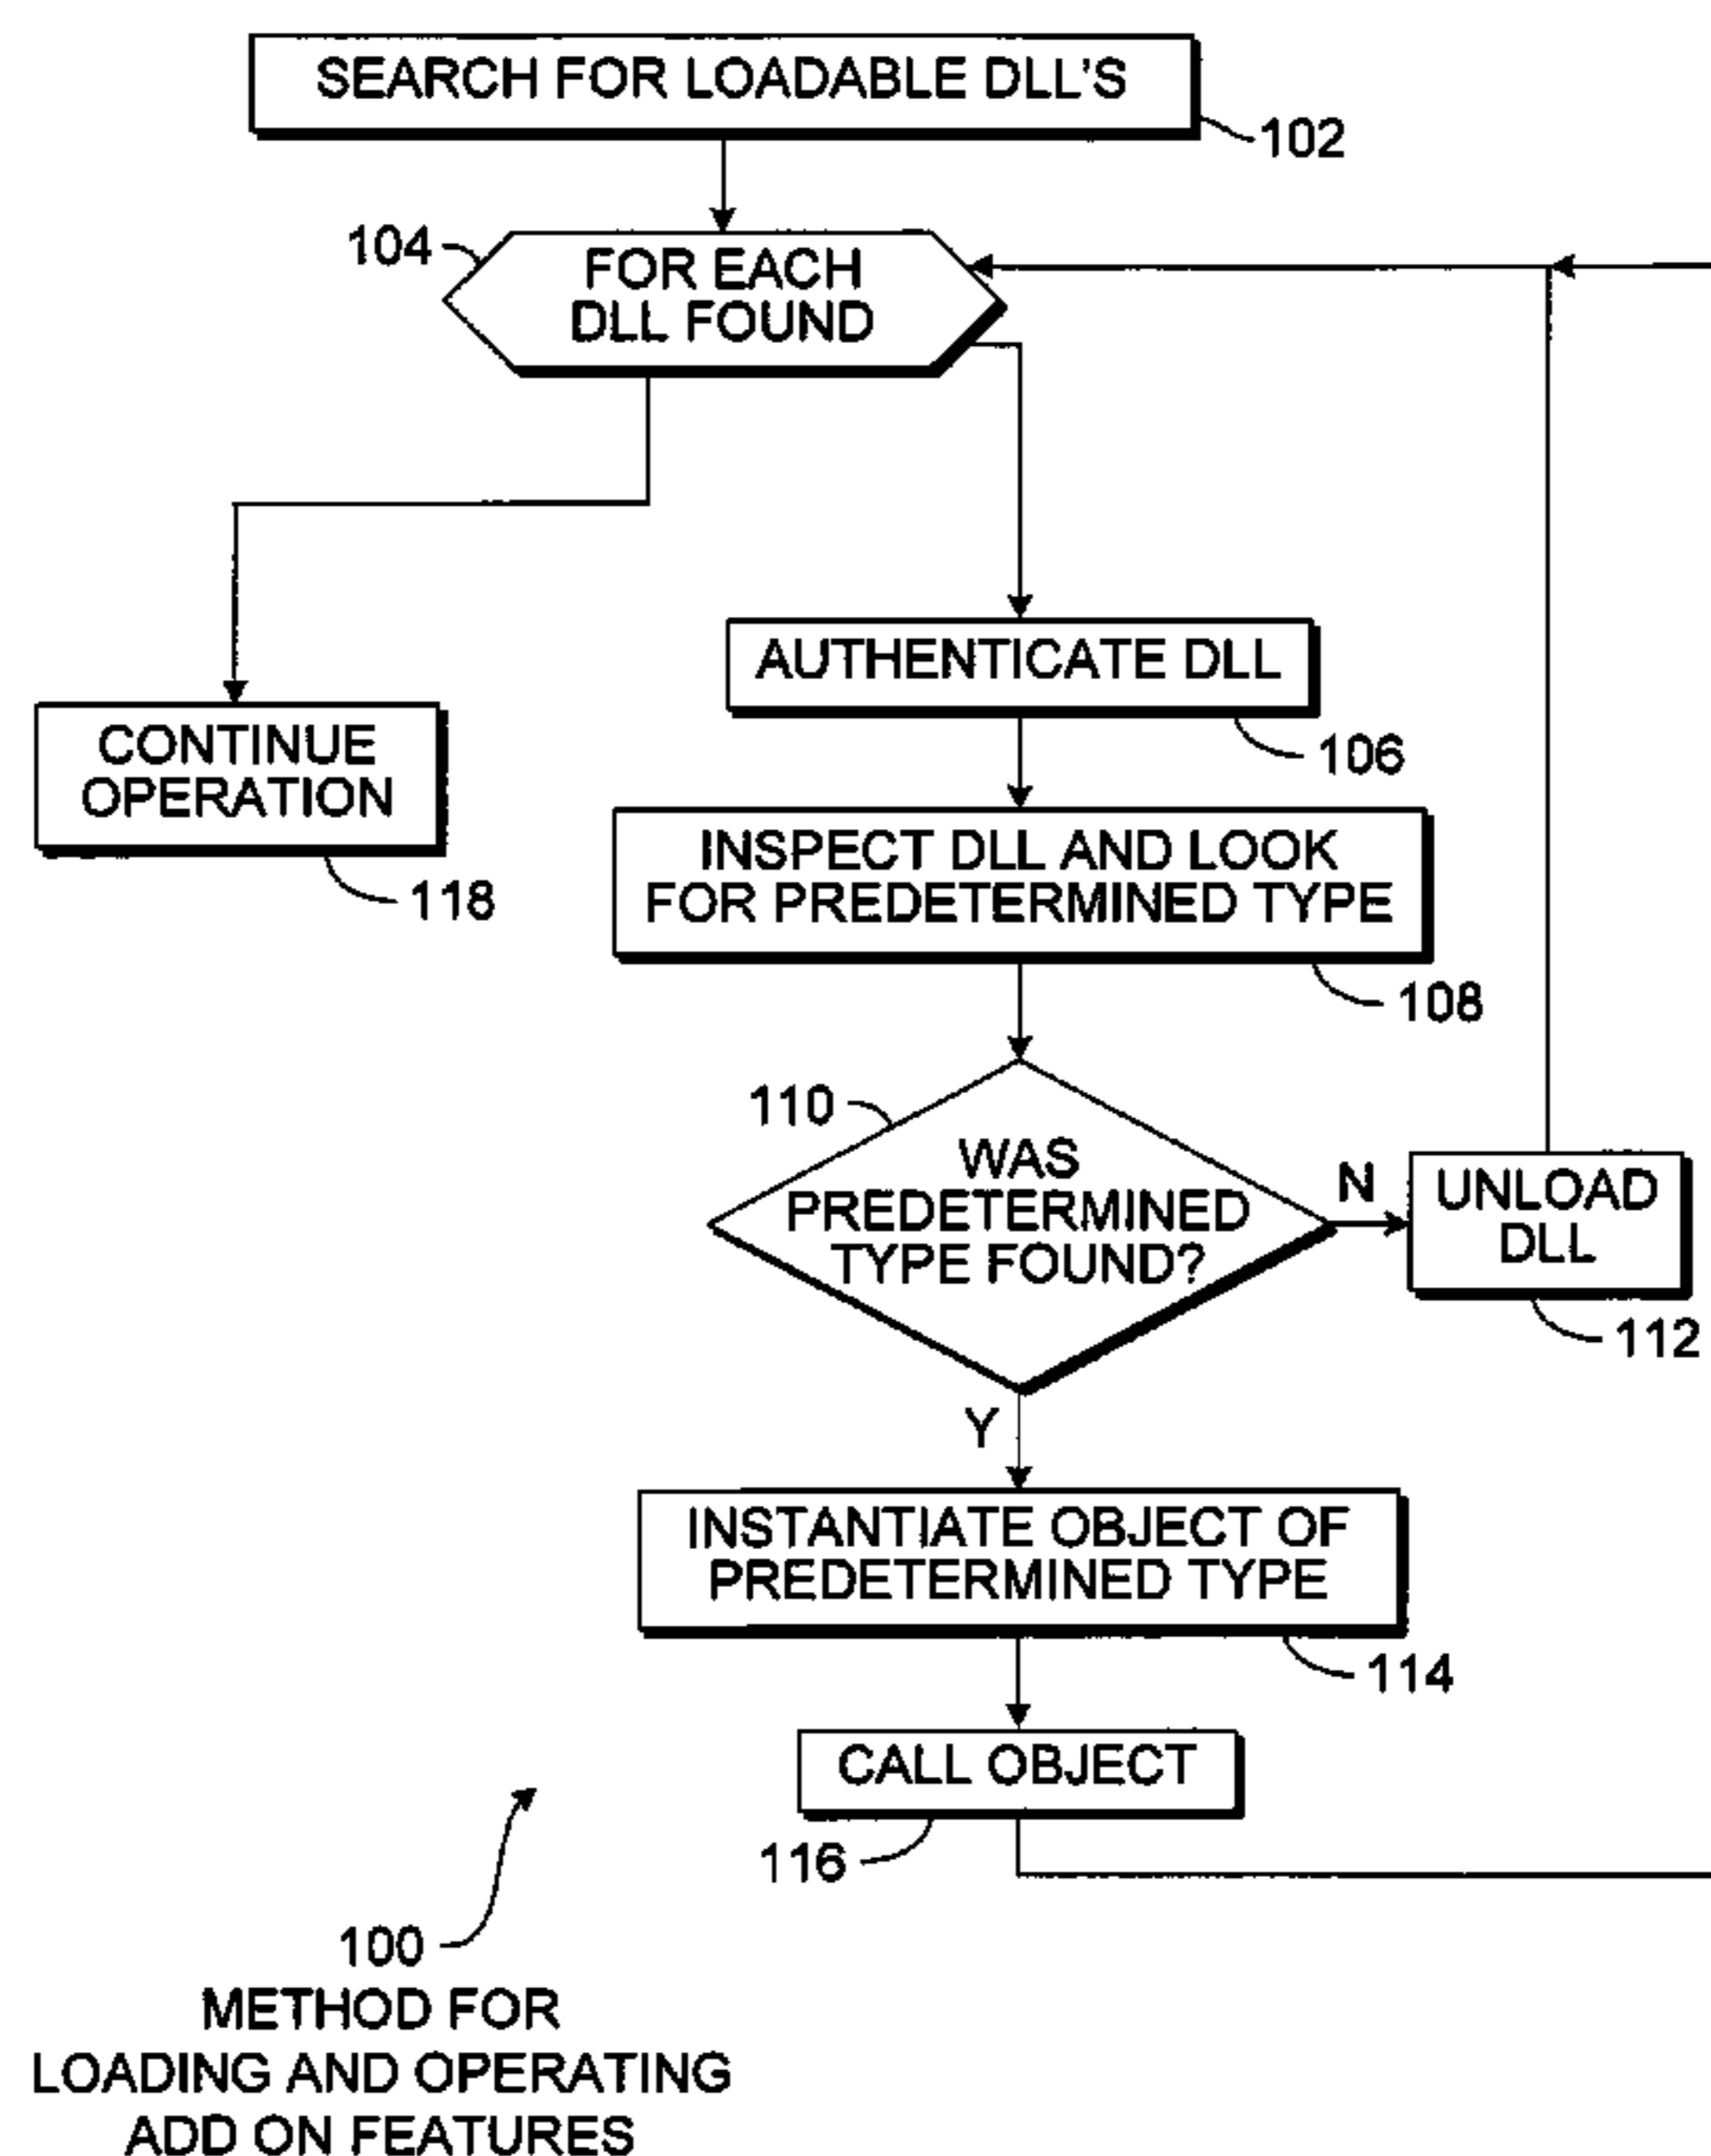 SEARCH FOR LOADABLE DLL'S
102
104
FOR EACH
DLL FOUND
AUTHENTICATE DLL
106
CONTINUE
OPERATION
118
INSPECT DLL AND LOOK
FOR PREDETERMINED TYPE
108
110
WAS
PREDETERMINED
TYPE FOUND?
N
UNLOAD
DLL
112
Y
INSTANTIATE OBJECT OF
PREDETERMINED TYPE
114
CALL OBJECT
116
100
METHOD FOR
LOADING AND OPERATING
ADD ON FEATURES